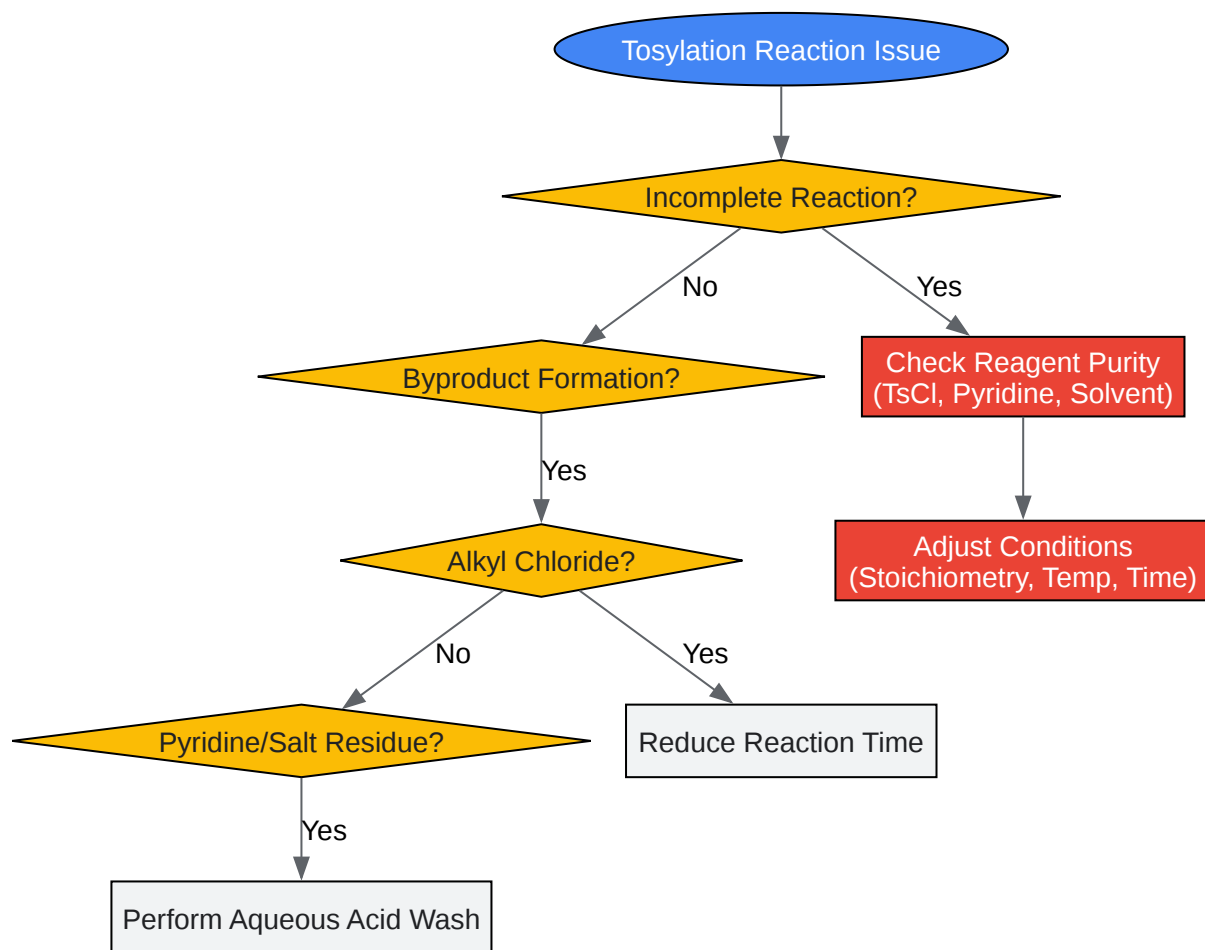 Tosylation Reaction Issue
Incomplete Reaction?
No
Yes
Byproduct Formation?
Check Reagent Purity
(TsCl, Pyridine, Solvent)
Yes
Alkyl Chloride?
Adjust Conditions
(Stoichiometry, Temp, Time)
No
Yes
Pyridine/Salt Residue?
Reduce Reaction Time
Yes
Perform Aqueous Acid Wash